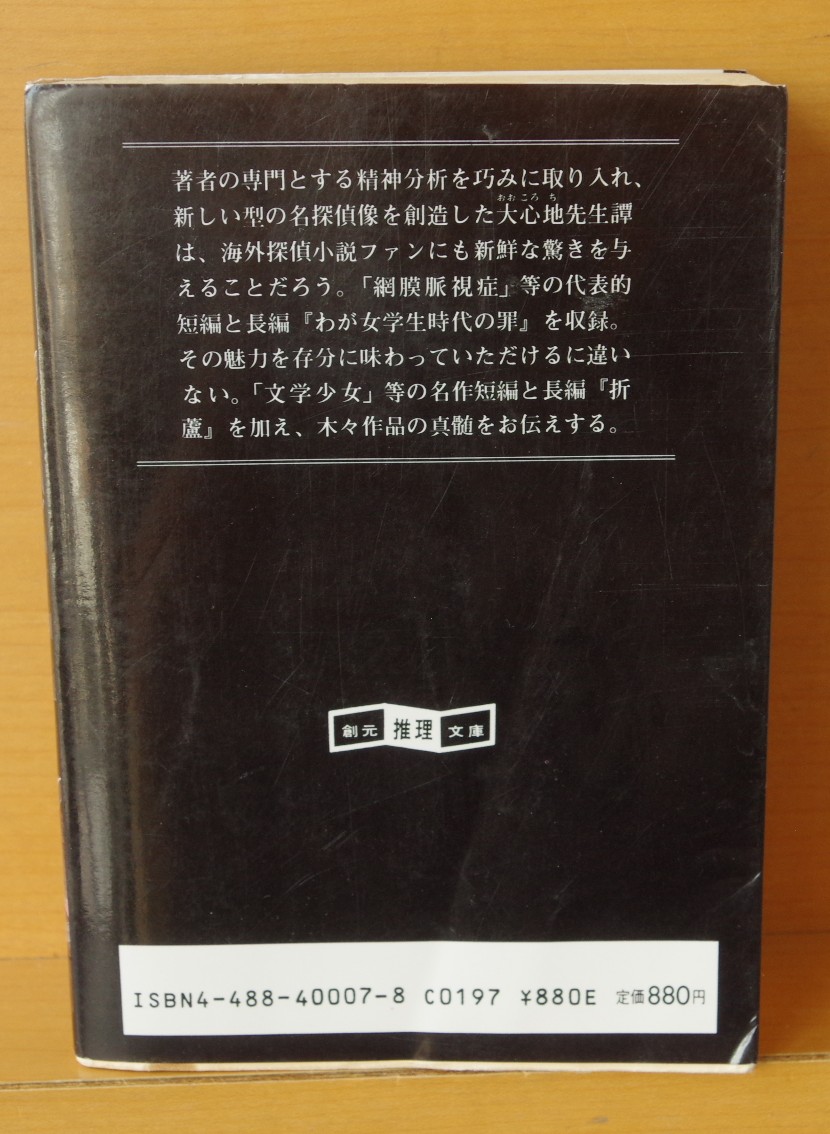 著者の専門とする精神分析を巧みに取り入れ、
おおころち
新しい型の名探偵像を創造した大心地先生譚
は、海外探偵小説ファンにも新鮮な驚きを与
えることだろう。「網膜脈視症」等の代表的
短編と長編『わが女学生時代の罪』を収録。
その魅力を存分に味わっていただけるに違い
ない。「文学少女」等の名作短編と長編『折
蘆』を加え、木々作品の真髄をお伝えする。
創元 推理 文庫
ISBN4-488-40007-8 C0197 ¥880E 定価880円